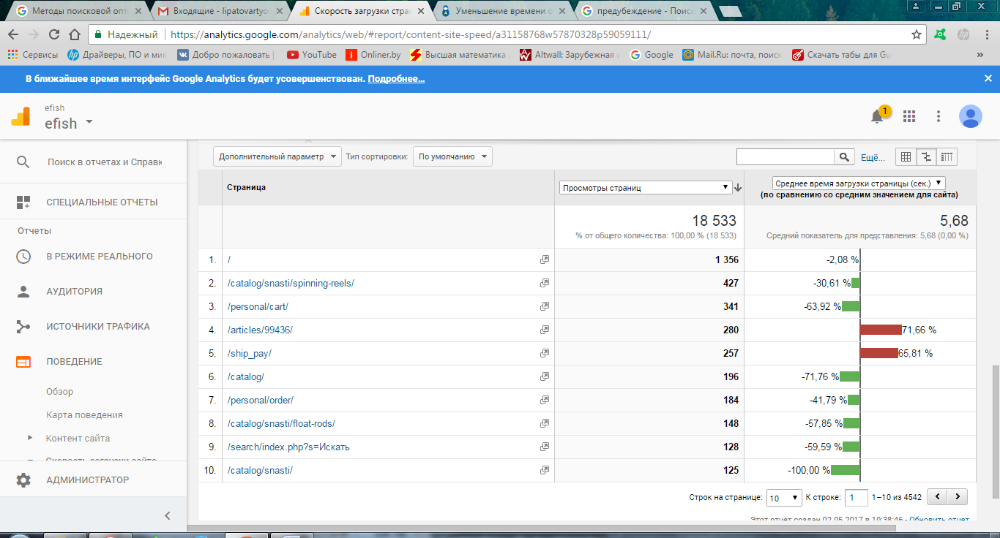 Методы поисковой опт
Входящие - lipatovartyo
Скорость загрузки стра
Уменьшение времени
предубеждение - Поис
Надежный
https://analytics.google.com/analytics/web/#report/content-site-speed/a31158768w57870328p59059111/
Сервисы
Драйверы, ПО и мик
Добро пожаловать |
YouTube
Onliner.by
Высшая математика
Altwall: Зарубежная
Google
Mail.Ru: почта, поиск
Скачать табы для Gu
»
В ближайшее время интерфейс Google Analytics будет усовершенствован. Подробнее...
efish
efish
1
Поиск в отчетах и Справк
СПЕЦИАЛЬНЫЕ ОТЧЕТЫ
Отчеты
В РЕЖИМЕ РЕАЛЬНОГО
АУДИТОРИЯ
ИСТОЧНИКИ ТРАФИКА
ПОВЕДЕНИЕ
Обзор
Карта поведения
Контент сайта
Скорость загрузки сайта
АДМИНИСТРАТОР
Дополнительный параметр
Тип сортировки:
По умолчанию
Ещё...
Страница
Просмотры страниц
Среднее время загрузки страницы (сек.)
(по сравнению со средним значением для сайта)
18 533
% от общего количества: 100,00 % (18 533)
5,68
Средний показатель для представления: 5,68 (0,00 %)
1. / 1 356 -2,08 %
2. /catalog/snasti/spinning-reels/ 427 -30,61 %
3. /personal/cart/ 341 -63,92 %
4. /articles/99436/ 280 71,66 %
5. /ship_pay/ 257 65,81 %
6. /catalog/ 196 -71,76 %
7. /personal/order/ 184 -41,79 %
8. /catalog/snasti/float-rods/ 148 -57,85 %
9. /search/index.php?s=Искать 128 -59,59 %
10. /catalog/snasti/ 125 -100,00 %
Строк на странице: 10 К строке: 1 1–10 из 4542
Этот отчет создан 02.05.2017 в 10:38:46 - Обновить отчет